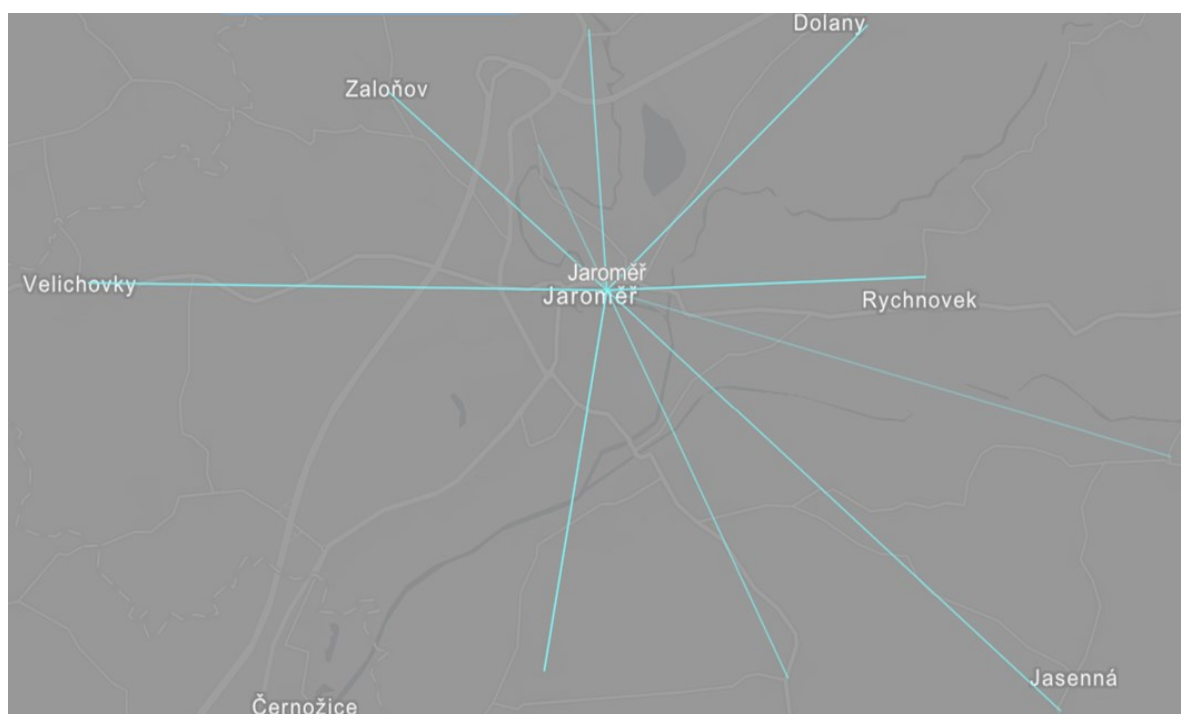 Dolany
Zaloňov
Jaroměř
Velichovky
Jaroměř
Rychnovek
Jasenná
Černožice